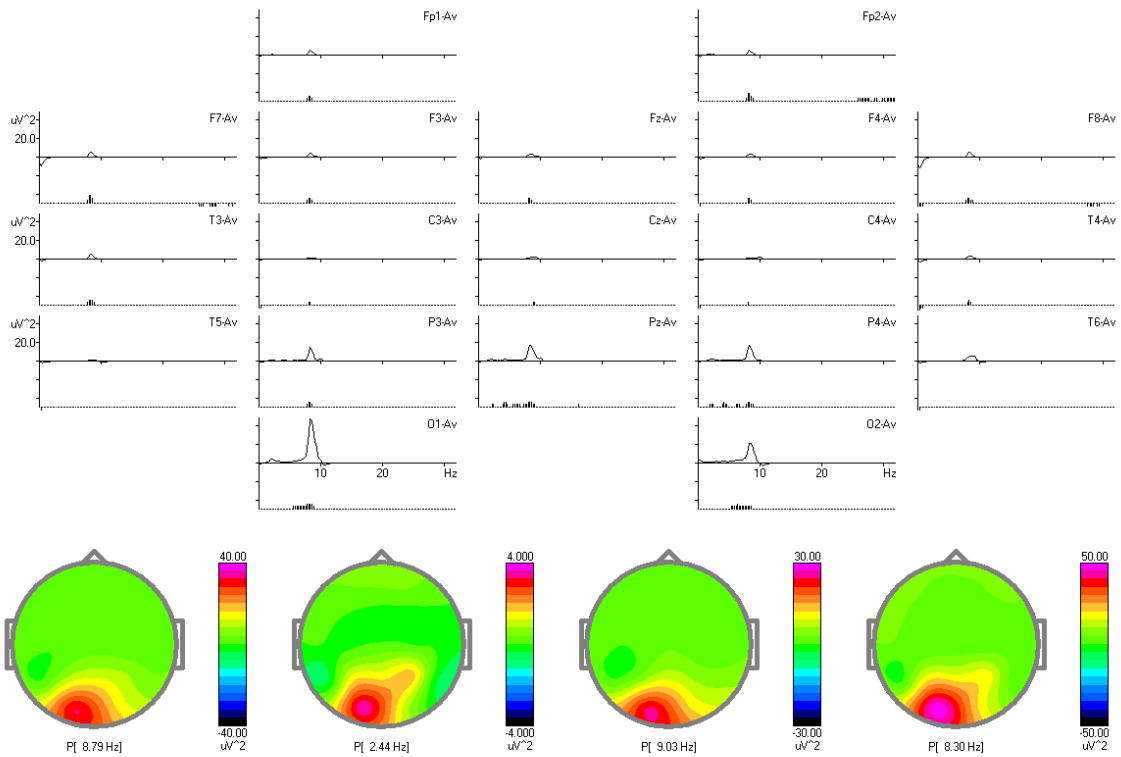 Fp1-Av Fp2-Av
uV^2 F7-Av F3-Av Fz-Av F4-Av F8-Av
20.0
uV^2 T3-Av C3-Av Cz-Av C4-Av T4-Av
20.0
uV^2 T5-Av P3-Av Pz-Av P4-Av T6-Av
20.0
O1-Av O2-Av
10 20 Hz 10 20 Hz
40.00 4.000 30.00 50.00
-40.00 -4.000 -30.00 -50.00
P[ 8.79 Hz] uV^2 P[ 2.44 Hz] uV^2 P[ 9.03 Hz] uV^2 P[ 8.30 Hz] uV^2